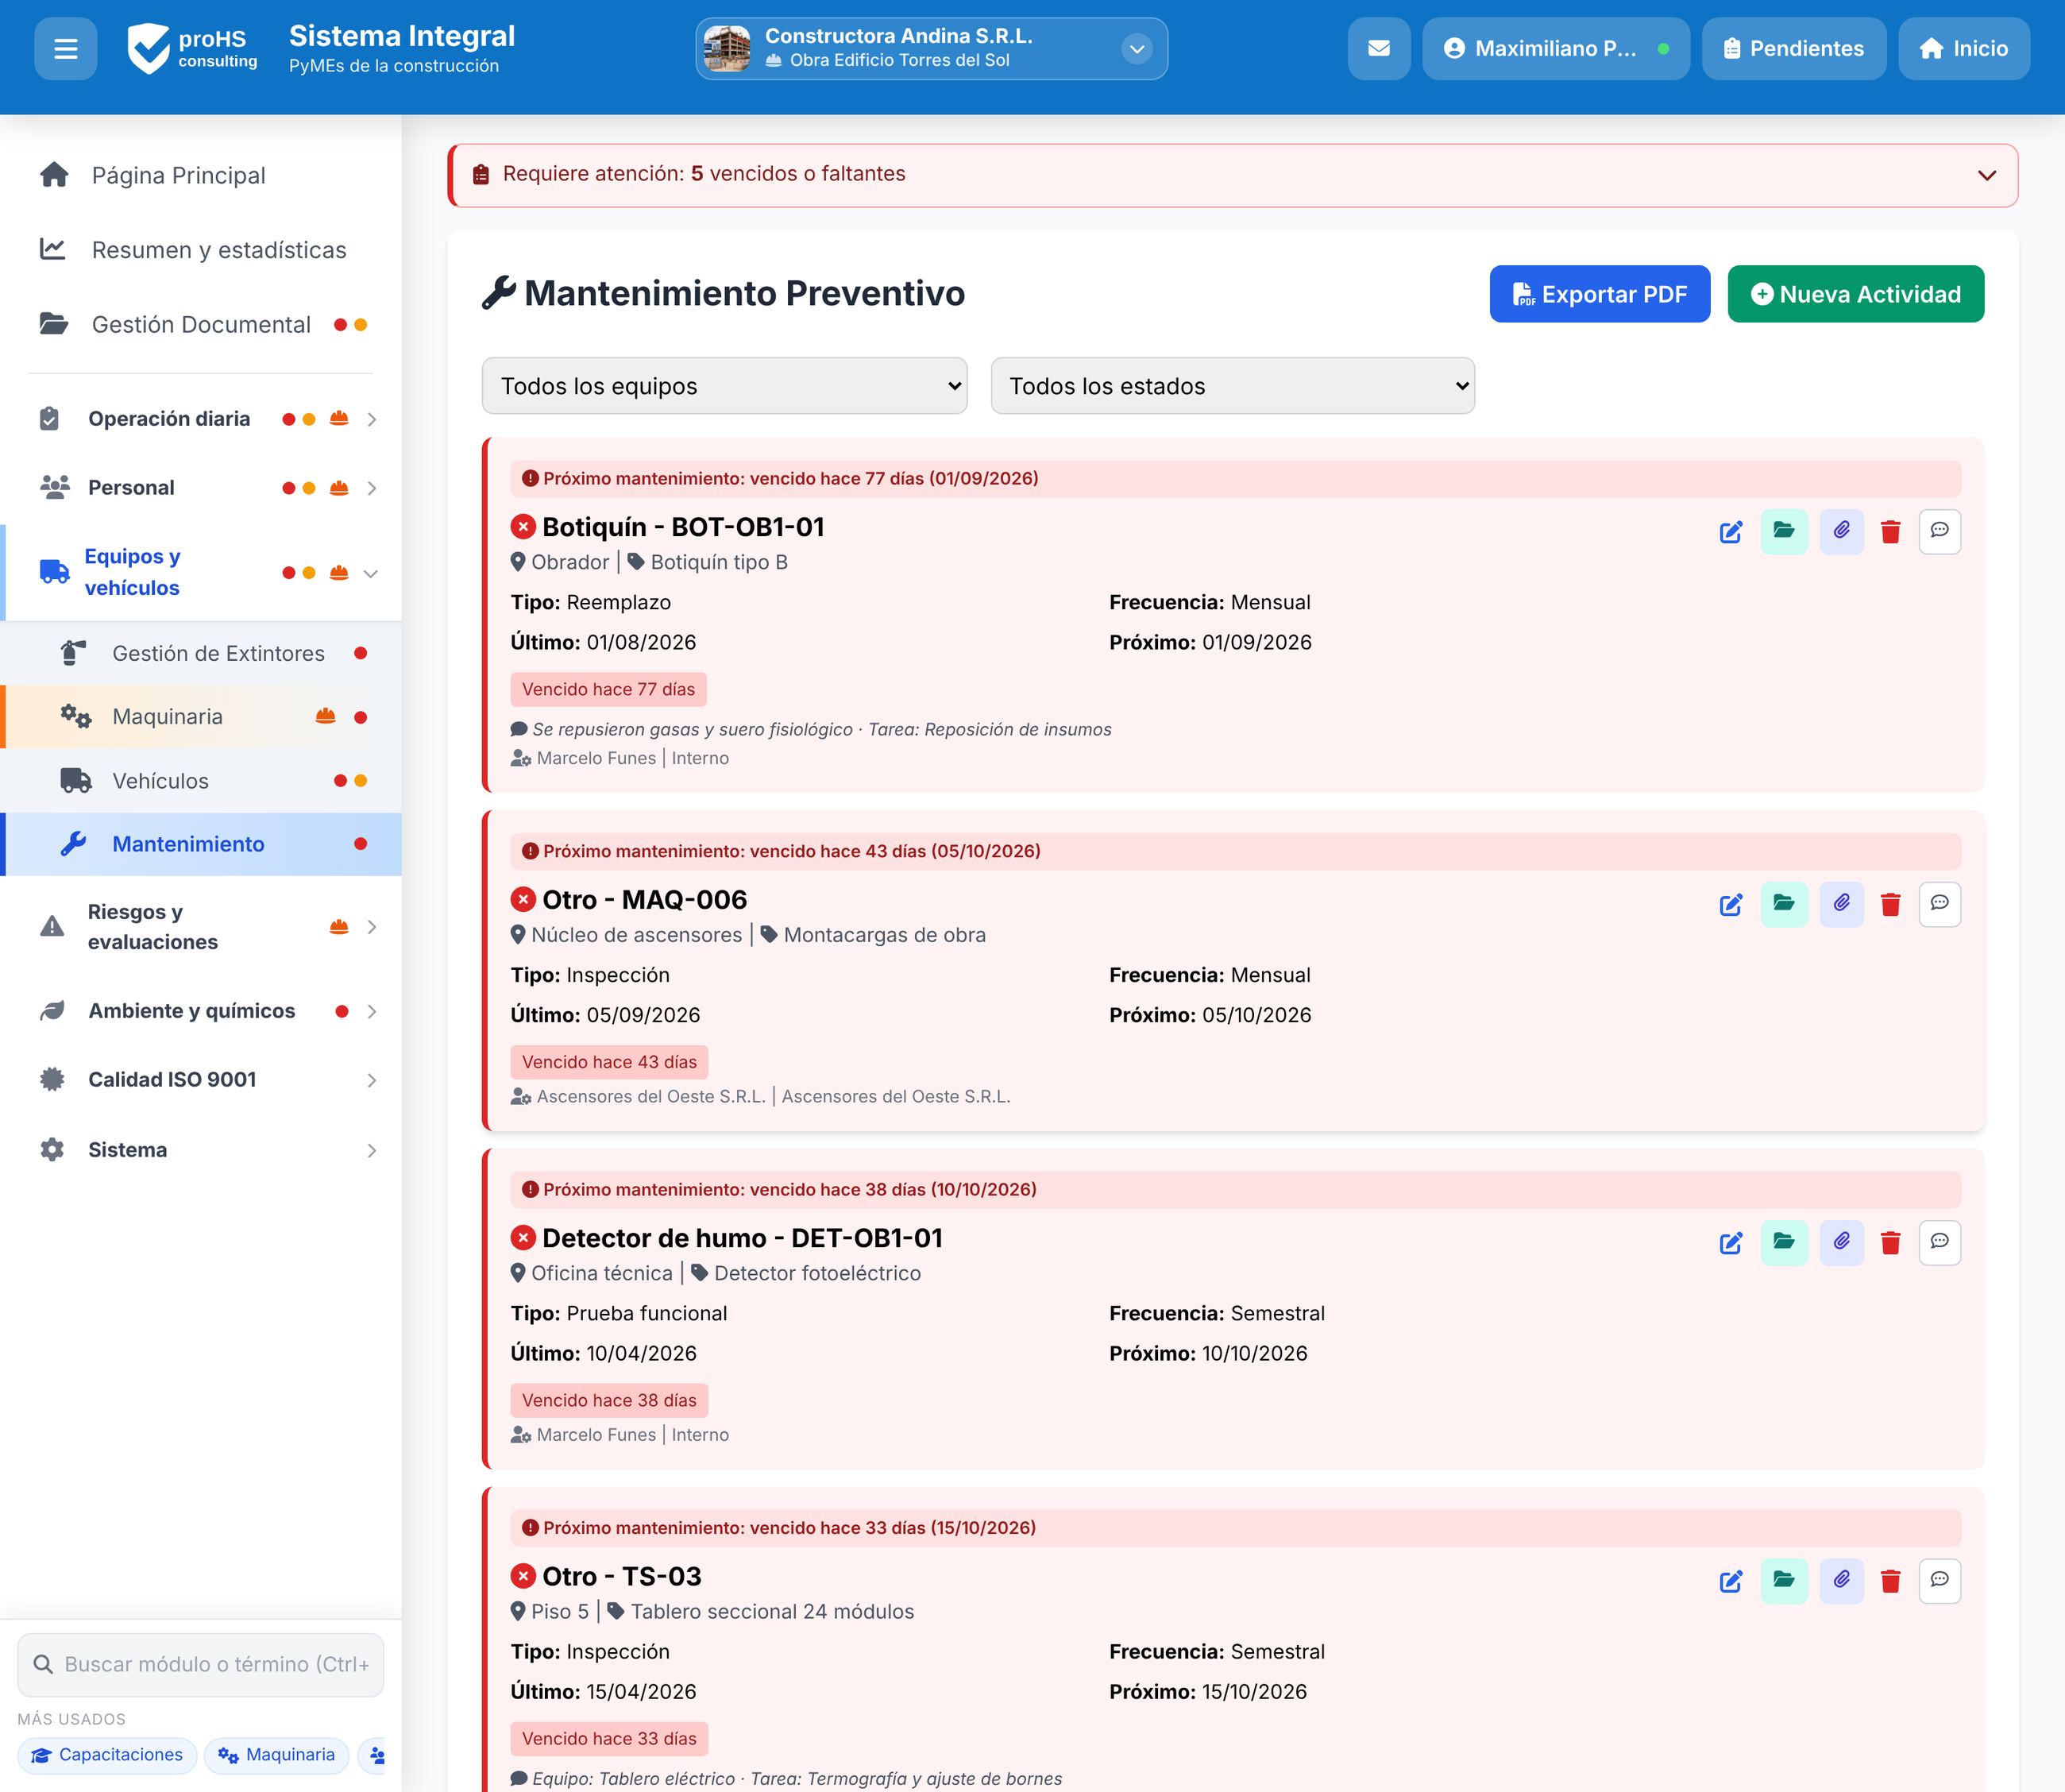 proHS
consulting
Sistema Integral
PyMEs de la construcción
Constructora Andina S.R.L.
Obra Edificio Torres del Sol
Maximiliano P...
Pendientes
Inicio
Página Principal
Resumen y estadísticas
Gestión Documental
Operación diaria
Personal
Equipos y
vehículos
Gestión de Extintores
Maquinaria
Vehículos
Mantenimiento
Riesgos y
evaluaciones
Ambiente y químicos
Calidad ISO 9001
Sistema
Buscar módulo o término (Ctrl+
MÁS USADOS
Capacitaciones
Maquinaria
Requiere atención: 5 vencidos o faltantes
Mantenimiento Preventivo
PDF Exportar PDF
Nueva Actividad
Todos los equipos
Todos los estados
Próximo mantenimiento: vencido hace 77 días (01/09/2026)
Botiquín - BOT-OB1-01
Obrador | Botiquín tipo B
Tipo: Reemplazo
Frecuencia: Mensual
Último: 01/08/2026
Próximo: 01/09/2026
Vencido hace 77 días
Se repusieron gasas y suero fisiológico · Tarea: Reposición de insumos
Marcelo Funes | Interno
Próximo mantenimiento: vencido hace 43 días (05/10/2026)
Otro - MAQ-006
Núcleo de ascensores | Montacargas de obra
Tipo: Inspección
Frecuencia: Mensual
Último: 05/09/2026
Próximo: 05/10/2026
Vencido hace 43 días
Ascensores del Oeste S.R.L. | Ascensores del Oeste S.R.L.
Próximo mantenimiento: vencido hace 38 días (10/10/2026)
Detector de humo - DET-OB1-01
Oficina técnica | Detector fotoeléctrico
Tipo: Prueba funcional
Frecuencia: Semestral
Último: 10/04/2026
Próximo: 10/10/2026
Vencido hace 38 días
Marcelo Funes | Interno
Próximo mantenimiento: vencido hace 33 días (15/10/2026)
Otro - TS-03
Piso 5 | Tablero seccional 24 módulos
Tipo: Inspección
Frecuencia: Semestral
Último: 15/04/2026
Próximo: 15/10/2026
Vencido hace 33 días
Equipo: Tablero eléctrico · Tarea: Termografía y ajuste de bornes